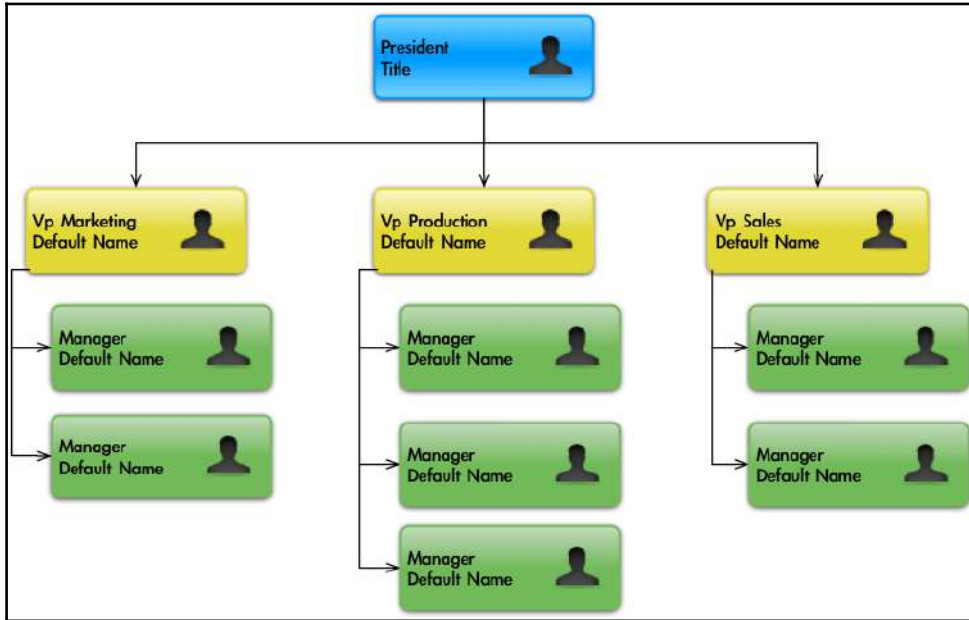 President
Title
Vp Marketing
Default Name
Vp Production
Default Name
Vp Sales
Default Name
Manager
Default Name
Manager
Default Name
Manager
Default Name
Manager
Default Name
Manager
Default Name
Manager
Default Name
Manager
Default Name